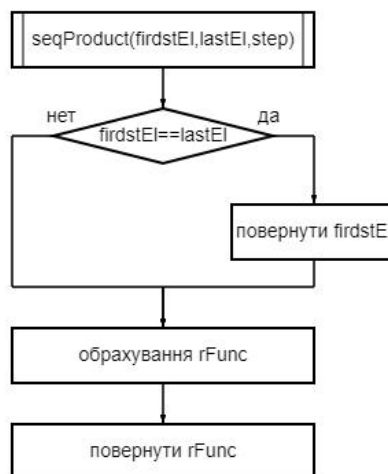 seqProduct(firdstEl,lastEl,step)
нет
да
firdstEl==lastEl
повернути firdstE
обрахування rFunc
повернути rFunc